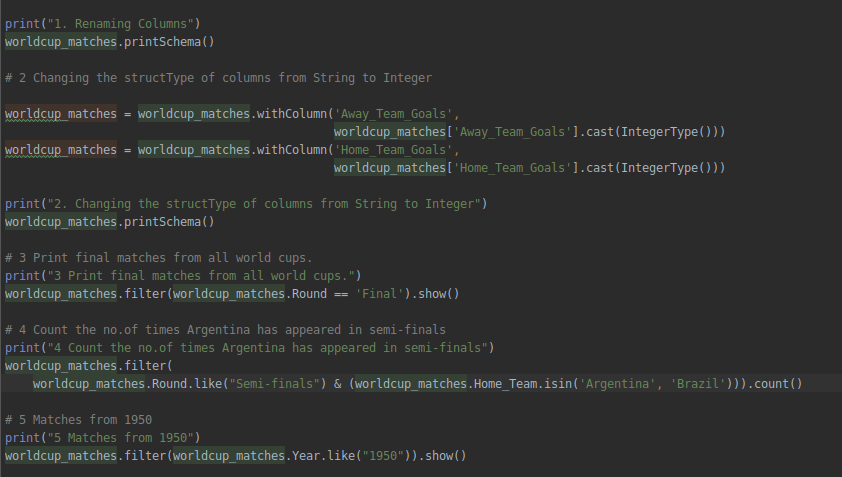 print("1. Renaming Columns")
worldcup_matches.printSchema()
# 2 Changing the structType of columns from String to Integer
worldcup_matches = worldcup_matches.withColumn('Away_Team_Goals',
worldcup_matches['Away_Team_Goals'].cast(IntegerType()))
worldcup_matches = worldcup_matches.withColumn('Home_Team_Goals',
worldcup_matches['Home_Team_Goals'].cast(IntegerType()))
print("2. Changing the structType of columns from String to Integer")
worldcup_matches.printSchema()
# 3 Print final matches from all world cups.
print("3 Print final matches from all world cups.")
worldcup_matches.filter(worldcup_matches.Round == 'Final').show()
# 4 Count the no.of times Argentina has appeared in semi-finals
print("4 Count the no.of times Argentina has appeared in semi-finals")
worldcup_matches.filter(
worldcup_matches.Round.like("Semi-finals") & (worldcup_matches.Home_Team.isin('Argentina', 'Brazil'))).count()
# 5 Matches from 1950
print("5 Matches from 1950")
worldcup_matches.filter(worldcup_matches.Year.like("1950")).show()